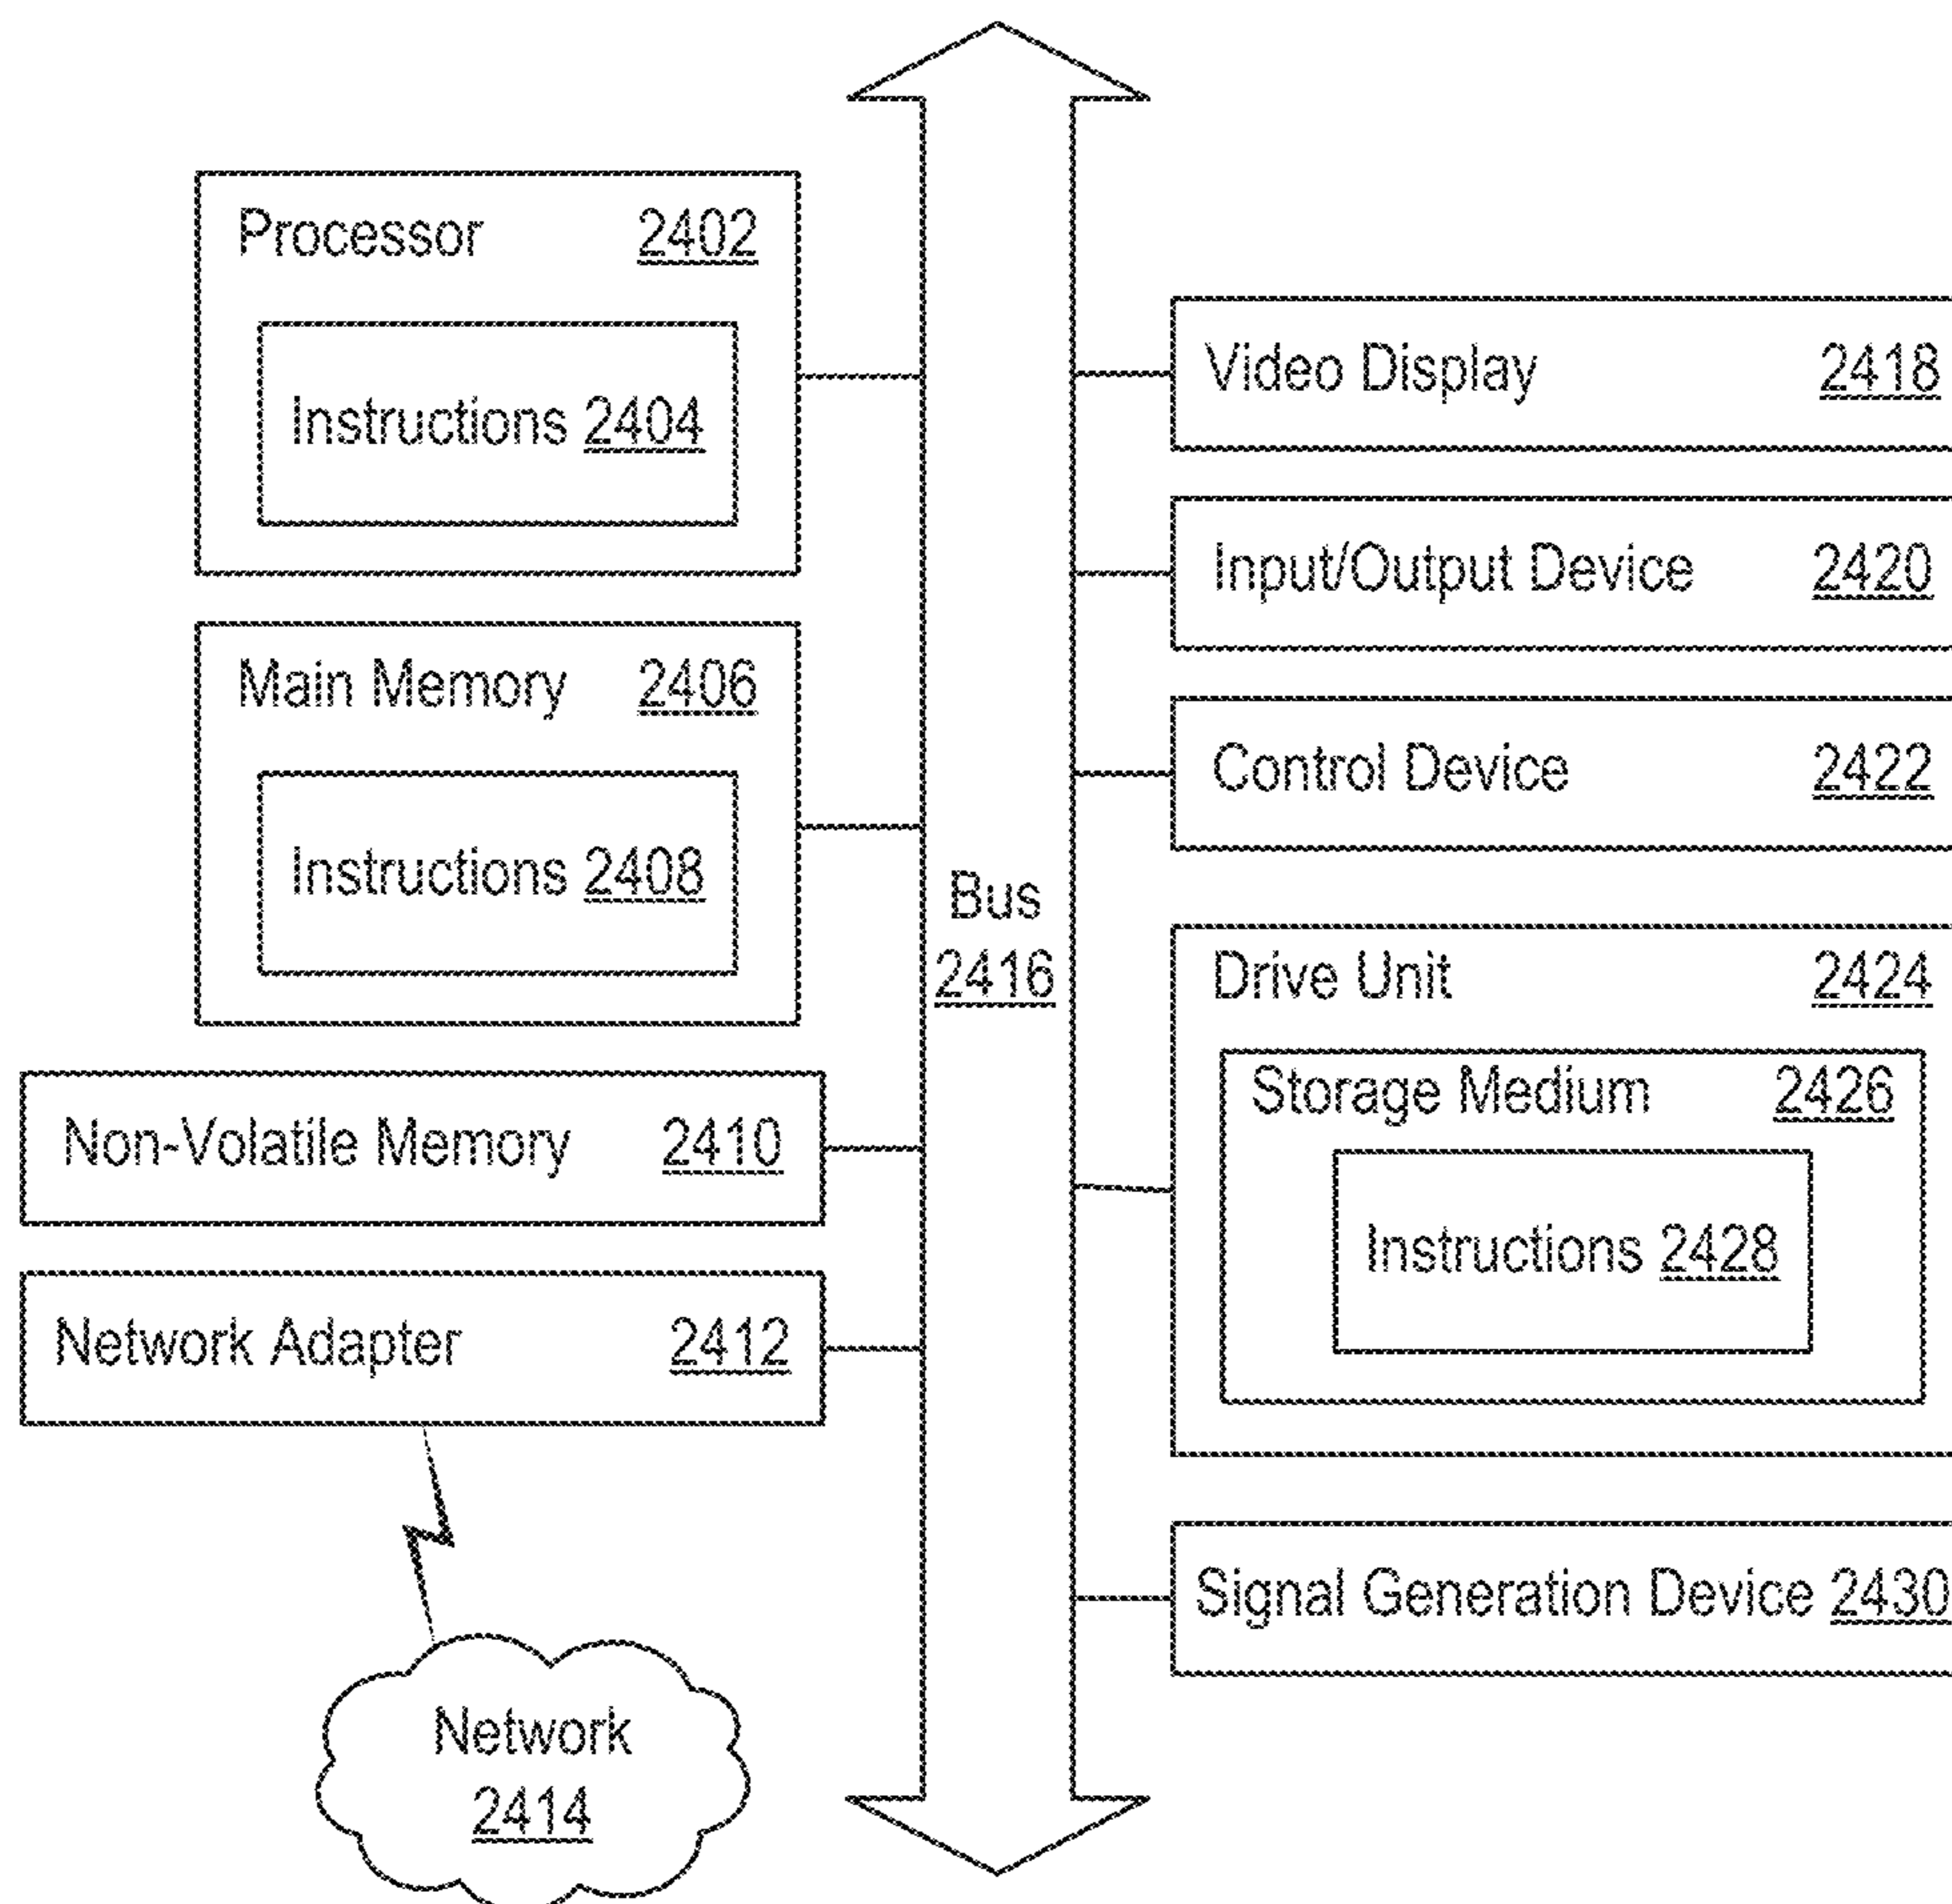 Processor 2402
Instructions 2404
Main Memory 2406
Instructions 2408
Non-Volatile Memory 2410
Network Adapter 2412
Network
2414
Bus
2416
Video Display 2418
Input/Output Device 2420
Control Device 2422
Drive Unit 2424
Storage Medium 2426
Instructions 2428
Signal Generation Device 2430